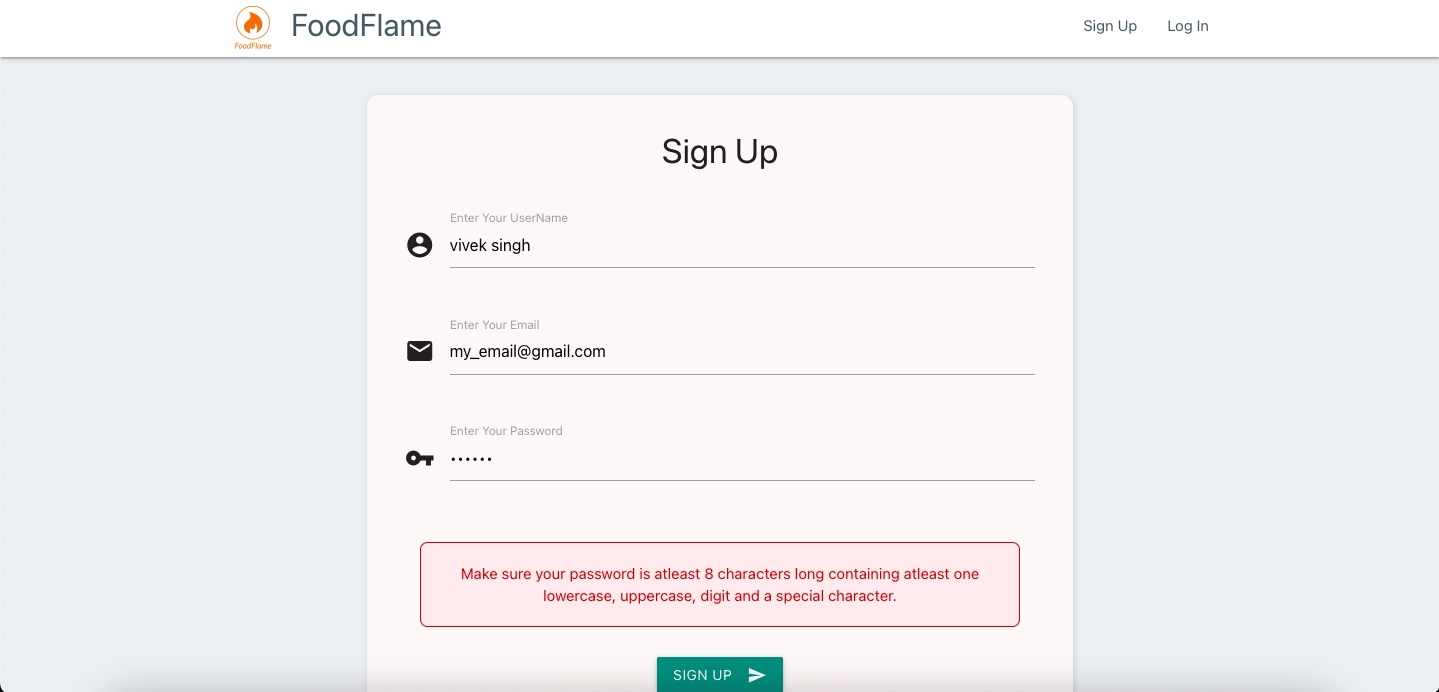 FoodFlame
FoodFlame
Sign Up
Log In
Sign Up
Enter Your UserName
vivek singh
Enter Your Email
my_email@gmail.com
Enter Your Password
••••••
Make sure your password is atleast 8 characters long containing atleast one
lowercase, uppercase, digit and a special character.
SIGN UP